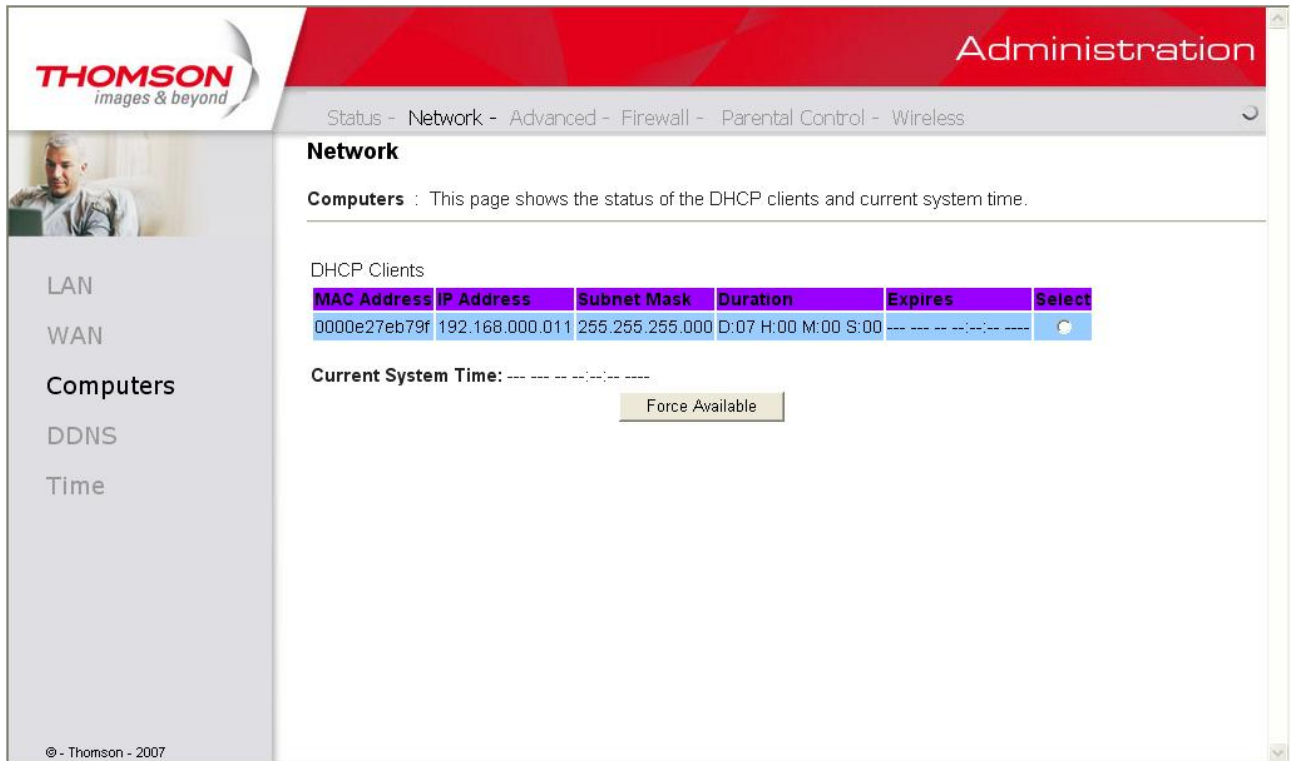 THOMSON
images & beyond
Administration
Status - Network - Advanced - Firewall - Parental Control - Wireless
Network
Computers : This page shows the status of the DHCP clients and current system time.
LAN
WAN
Computers
DDNS
Time
DHCP Clients
MAC Address IP Address Subnet Mask Duration Expires Select
0000e27eb79f 192.168.000.011 255.255.255.000 D:07 H:00 M:00 S:00 --- --- -- --:--:-- ----
Current System Time: --- --- -- --:--:-- ----
Force Available
© - Thomson - 2007